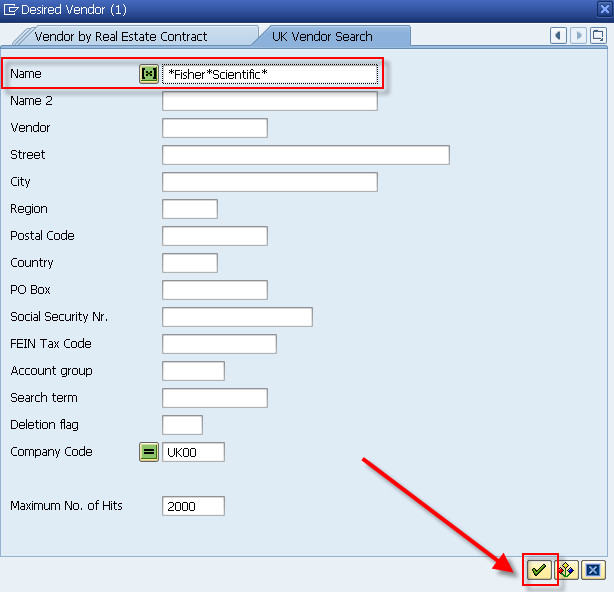 Desired Vendor (1)
Vendor by Real Estate Contract UK Vendor Search
Name *Fisher*Scientific*
Name 2
Vendor
Street
City
Region
Postal Code
Country
PO Box
Social Security Nr.
FEIN Tax Code
Account group
Search term
Deletion flag
Company Code = UK00
Maximum No. of Hits 2000